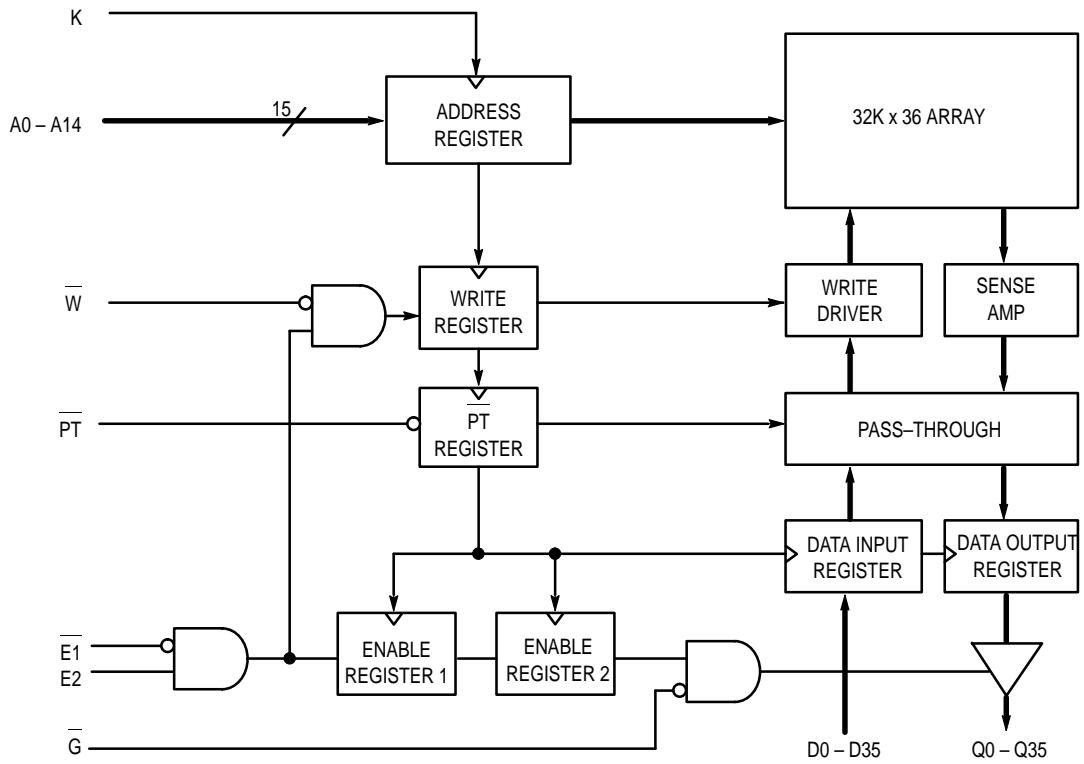 K
A0 – A14
15
ADDRESS
REGISTER
32K x 36 ARRAY
W
WRITE
REGISTER
WRITE
DRIVER
SENSE
AMP
PT
PT
REGISTER
PASS–THROUGH
DATA INPUT
REGISTER
DATA OUTPUT
REGISTER
E1
E2
ENABLE
REGISTER 1
ENABLE
REGISTER 2
G
D0 – D35
Q0 – Q35